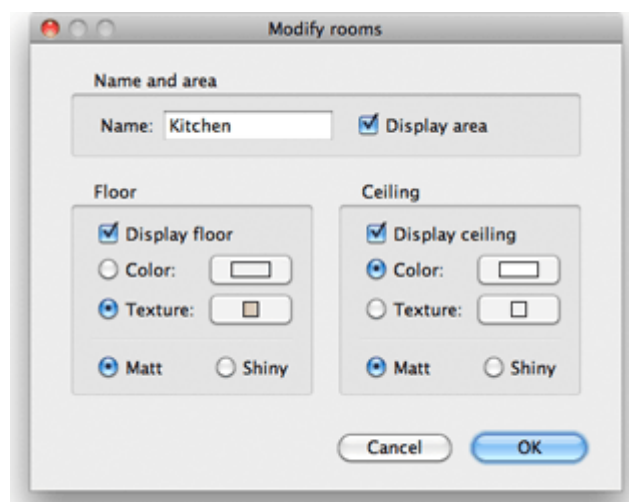 Modify rooms
Name and area
Name: Kitchen Display area
Floor
Display floor
Color:
Texture:
Matt Shiny
Ceiling
Display ceiling
Color:
Texture:
Matt Shiny
Cancel OK